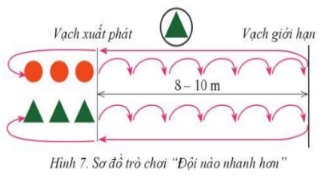 Vạch xuất phát
Vạch giới hạn
8 – 10 m
Hình 7. Sơ đồ trò chơi “Đội nào nhanh hơn”